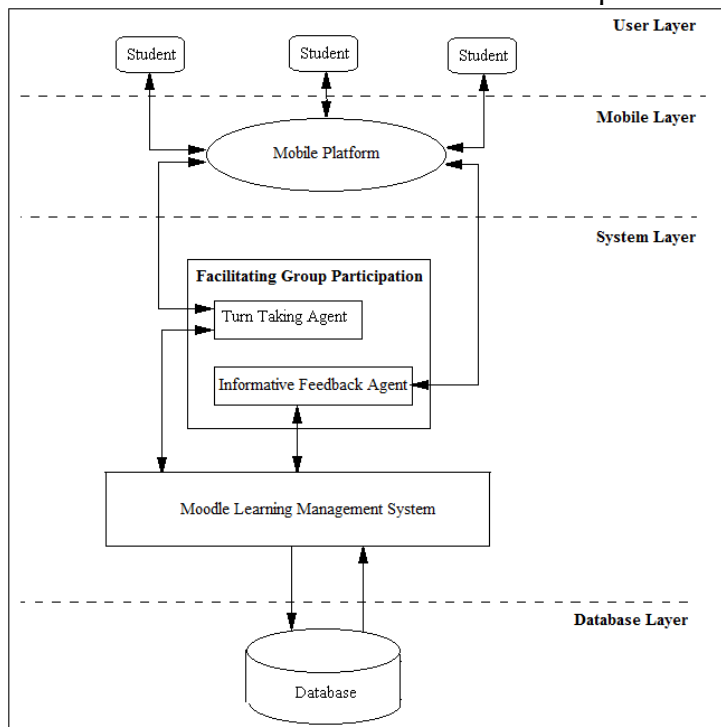 User Layer
Student
Student
Student
Mobile Layer
Mobile Platform
System Layer
Facilitating Group Participation
Turn Taking Agent
Informative Feedback Agent
Moodle Learning Management System
Database Layer
Database